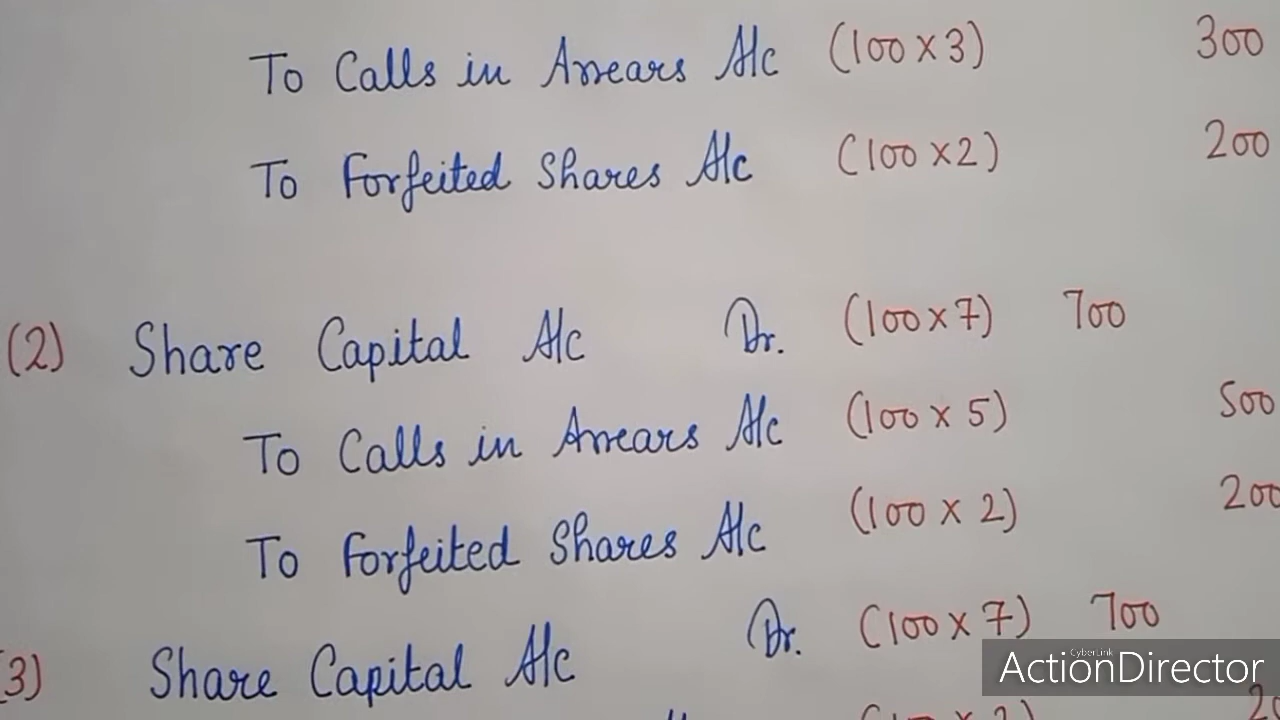 To Calls in Arrears A/c (100 x 3) 300
To Forfeited Shares A/c (100 x 2) 200
(2) Share Capital A/c Dr. (100 x 7) 700
To Calls in Arrears A/c (100 x 5) 500
To Forfeited Shares A/c (100 x 2) 200
(3) Share Capital A/c Dr. (100 x 7) 700
CyberLink
ActionDirector